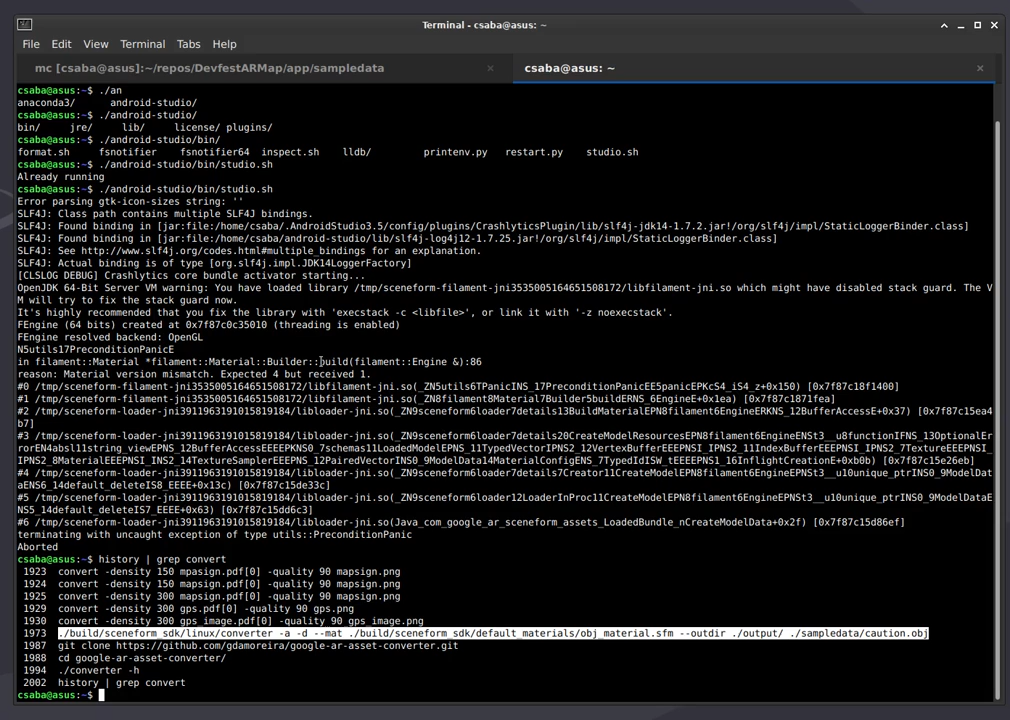 Terminal - csaba@asus: ~
File Edit View Terminal Tabs Help
mc [csaba@asus]:~/repos/DevfestARMap/app/sampledata
csaba@asus: ~
csaba@asus:~$ ./an
anaconda3/ android-studio/
csaba@asus:~$ ./android-studio/
bin/ jre/ lib/ license/ plugins/
csaba@asus:~$ ./android-studio/bin/
format.sh fsnotifier fsnotifier64 inspect.sh lldb/ printenv.py restart.py studio.sh
csaba@asus:~$ ./android-studio/bin/studio.sh
Already running
csaba@asus:~$ ./android-studio/bin/studio.sh
Error parsing gtk-icon-sizes string: ''
SLF4J: Class path contains multiple SLF4J bindings.
SLF4J: Found binding in [jar:file:/home/csaba/.AndroidStudio3.5/config/plugins/CrashlyticsPlugin/lib/slf4j-jdk14-1.7.2.jar!/org/slf4j/impl/StaticLoggerBinder.class]
SLF4J: Found binding in [jar:file:/home/csaba/android-studio/lib/slf4j-log4j12-1.7.25.jar!/org/slf4j/impl/StaticLoggerBinder.class]
SLF4J: See http://www.slf4j.org/codes.html#multiple_bindings for an explanation.
SLF4J: Actual binding is of type [org.slf4j.impl.JDK14LoggerFactory]
[CLSLOG DEBUG] Crashlytics core bundle activator starting...
OpenJDK 64-Bit Server VM warning: You have loaded library /tmp/sceneform-filament-jni3535005164651508172/libfilament-jni.so which might have disabled stack guard. The V
M will try to fix the stack guard now.
It's highly recommended that you fix the library with 'execstack -c <libfile>', or link it with '-z noexecstack'.
FEngine (64 bits) created at 0x7f87c0c35010 (threading is enabled)
FEngine resolved backend: OpenGL
N5utils17PreconditionPanicE
in filament::Material *filament::Material::Builder::build(filament::Engine &):86
reason: Material version mismatch. Expected 4 but received 1.
#0 /tmp/sceneform-filament-jni3535005164651508172/libfilament-jni.so(_ZN5utils6TPanicINS_17PreconditionPanicEE5panicEPKcS4_iS4_z+0x150) [0x7f87c18f1400]
#1 /tmp/sceneform-filament-jni3535005164651508172/libfilament-jni.so(_ZN8filament8Material7Builder5buildERNS_6EngineE+0x1ea) [0x7f87c1871fea]
#2 /tmp/sceneform-loader-jni3911963191015819184/libloader-jni.so(_ZN9sceneform6loader7details13BuildMaterialEPN8filament6EngineERKNS_12BufferAccessE+0x37) [0x7f87c15ea4
b7]
#3 /tmp/sceneform-loader-jni3911963191015819184/libloader-jni.so(_ZN9sceneform6loader7details20CreateModelResourcesEPN8filament6EngineENSt3__u8functionIFNS_13OptionalEr
rorEN4absl11string_viewEPNS_12BufferAccessEEEEPKNS0_7schemas11LoadedModelEPNS_11TypedVectorIPNS2_12VertexBufferEEEPNSI_IPNS2_11IndexBufferEEPNSI_IPNS2_16MaterialInstanceEEE
IPNS2_8MaterialEEEPNSI_INS2_14TextureSamplerEEEPNS_12PairedVectorINS0_9ModelDataE14MaterialConfigENS_7TypedIdISW_tEEEEPNS1_16InflightCreationE+0xb0b) [0x7f87c15e26eb]
#4 /tmp/sceneform-loader-jni3911963191015819184/libloader-jni.so(_ZN9sceneform6loader7details7Creator11CreateModelEPN8filament6EngineEPNSt3__u10unique_ptrINS0_9ModelDat
aENS6_14default_deleteIS8_EEEE+0x13c) [0x7f87c15de33c]
#5 /tmp/sceneform-loader-jni3911963191015819184/libloader-jni.so(_ZN9sceneform6loader12LoaderInProc11CreateModelEPN8filament6EngineEPNSt3__u10unique_ptrINS0_9ModelDataE
NS5_14default_deleteIS7_EEEE+0x63) [0x7f87c15dd6c3]
#6 /tmp/sceneform-loader-jni3911963191015819184/libloader-jni.so(Java_com_google_ar_sceneform_assets_LoadedBundle_nCreateModelData+0x2f) [0x7f87c15d86ef]
terminating with uncaught exception of type utils::PreconditionPanic
Aborted
csaba@asus:~$ history | grep convert
1923 convert -density 150 mpasign.pdf[0] -quality 90 mapsign.png
1924 convert -density 150 mapsign.pdf[0] -quality 90 mapsign.png
1925 convert -density 300 mapsign.pdf[0] -quality 90 mapsign.png
1929 convert -density 300 gps.pdf[0] -quality 90 gps.png
1930 convert -density 300 gps_image.pdf[0] -quality 90 gps_image.png
1973 ./build/sceneform_sdk/linux/converter -a -d --mat ./build/sceneform_sdk/default_materials/obj_material.sfm --outdir ./output/ ./sampledata/caution.obj
1987 git clone https://github.com/gdamoreira/google-ar-asset-converter.git
1988 cd google-ar-asset-converter/
1994 ./converter -h
2002 history | grep convert
csaba@asus:~$